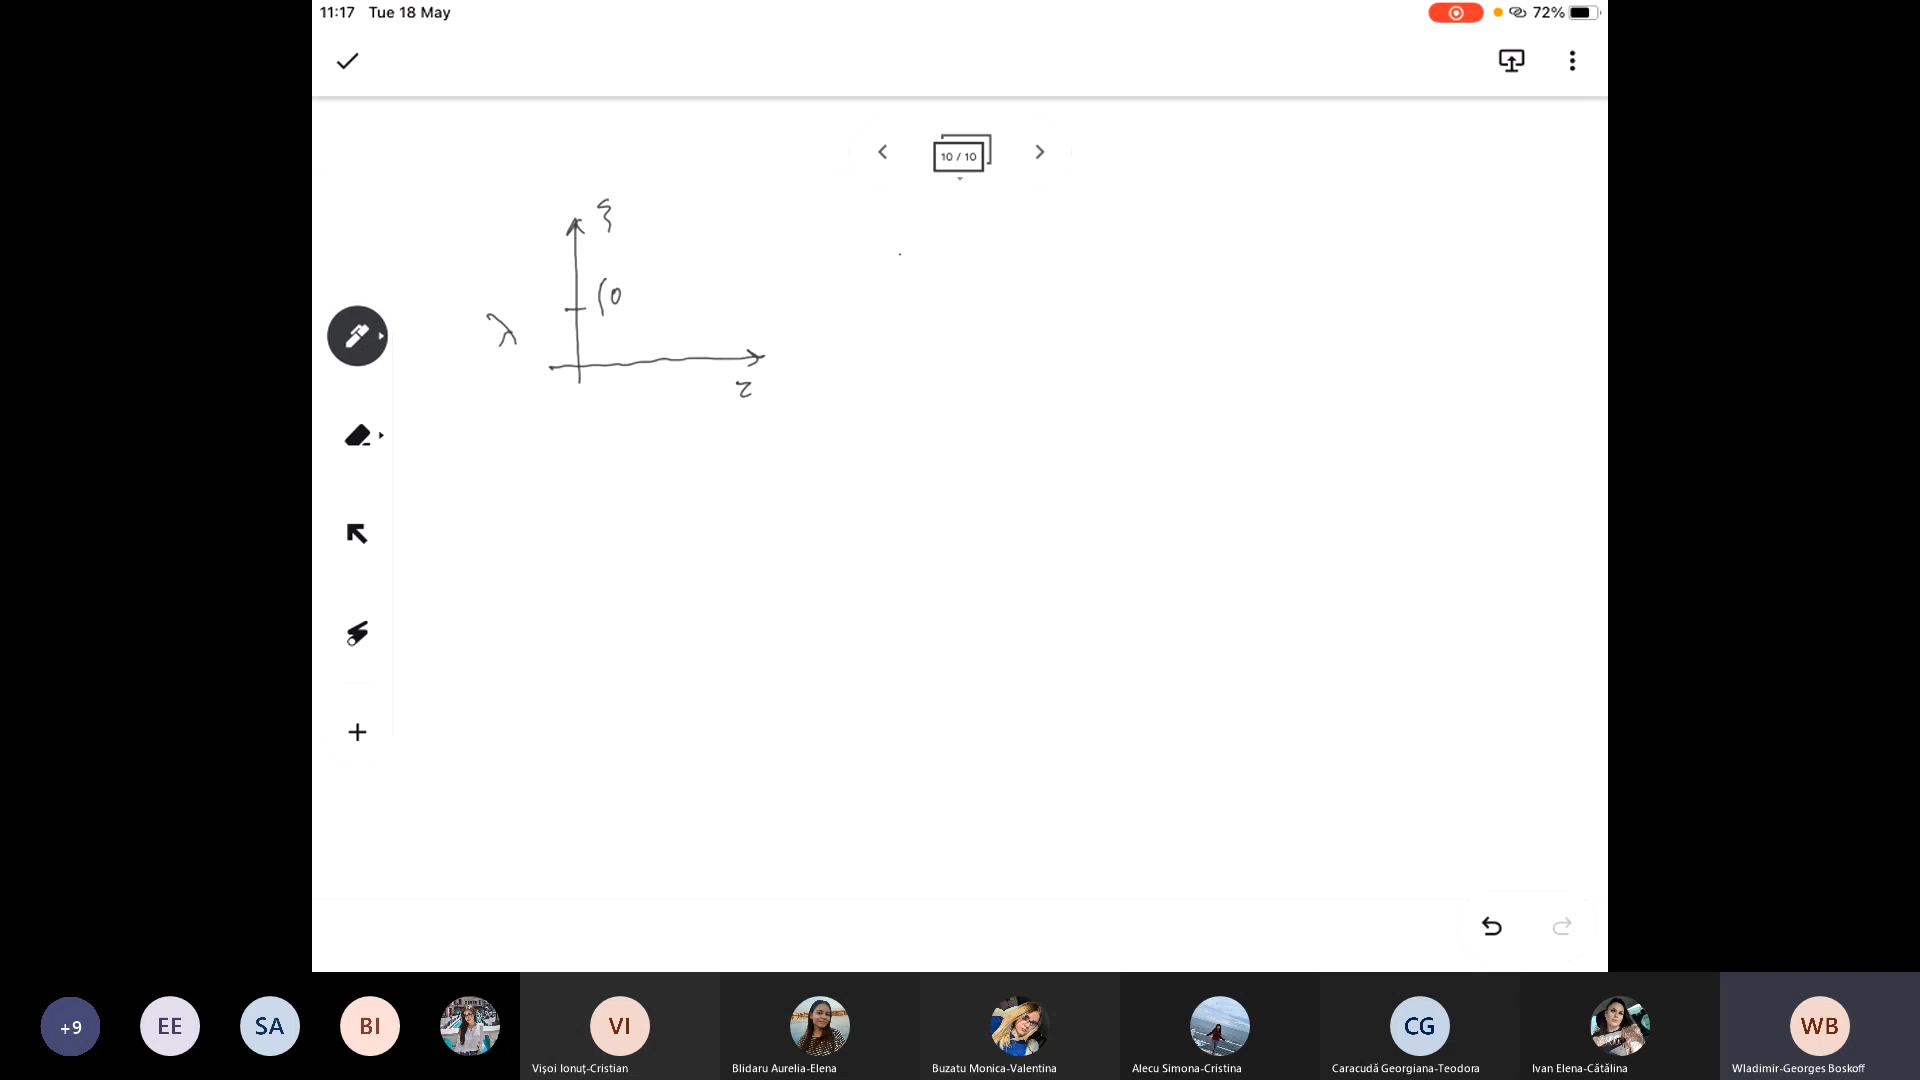 11:17 Tue 18 May
72%
10 / 10
ξ
10
λ
τ
+9
EE
SA
BI
VI
CG
WB
Vișoi Ionuț-Cristian
Blidaru Aurelia-Elena
Buzatu Monica-Valentina
Alecu Simona-Cristina
Caracudă Georgiana-Teodora
Ivan Elena-Cătălina
Wladimir-Georges Boskoff